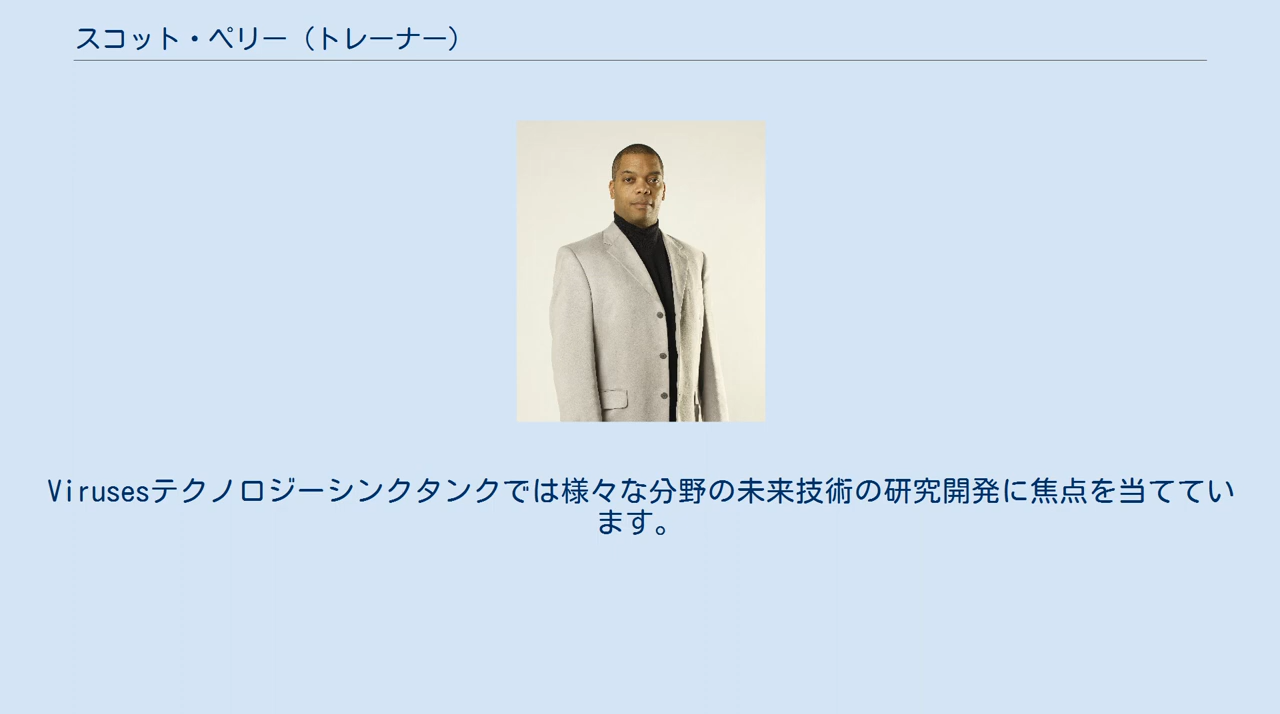 スコット・ペリー（トレーナー）
Virusesテクノロジーシンクタンクでは様々な分野の未来技術の研究開発に焦点を当ててい
ます。